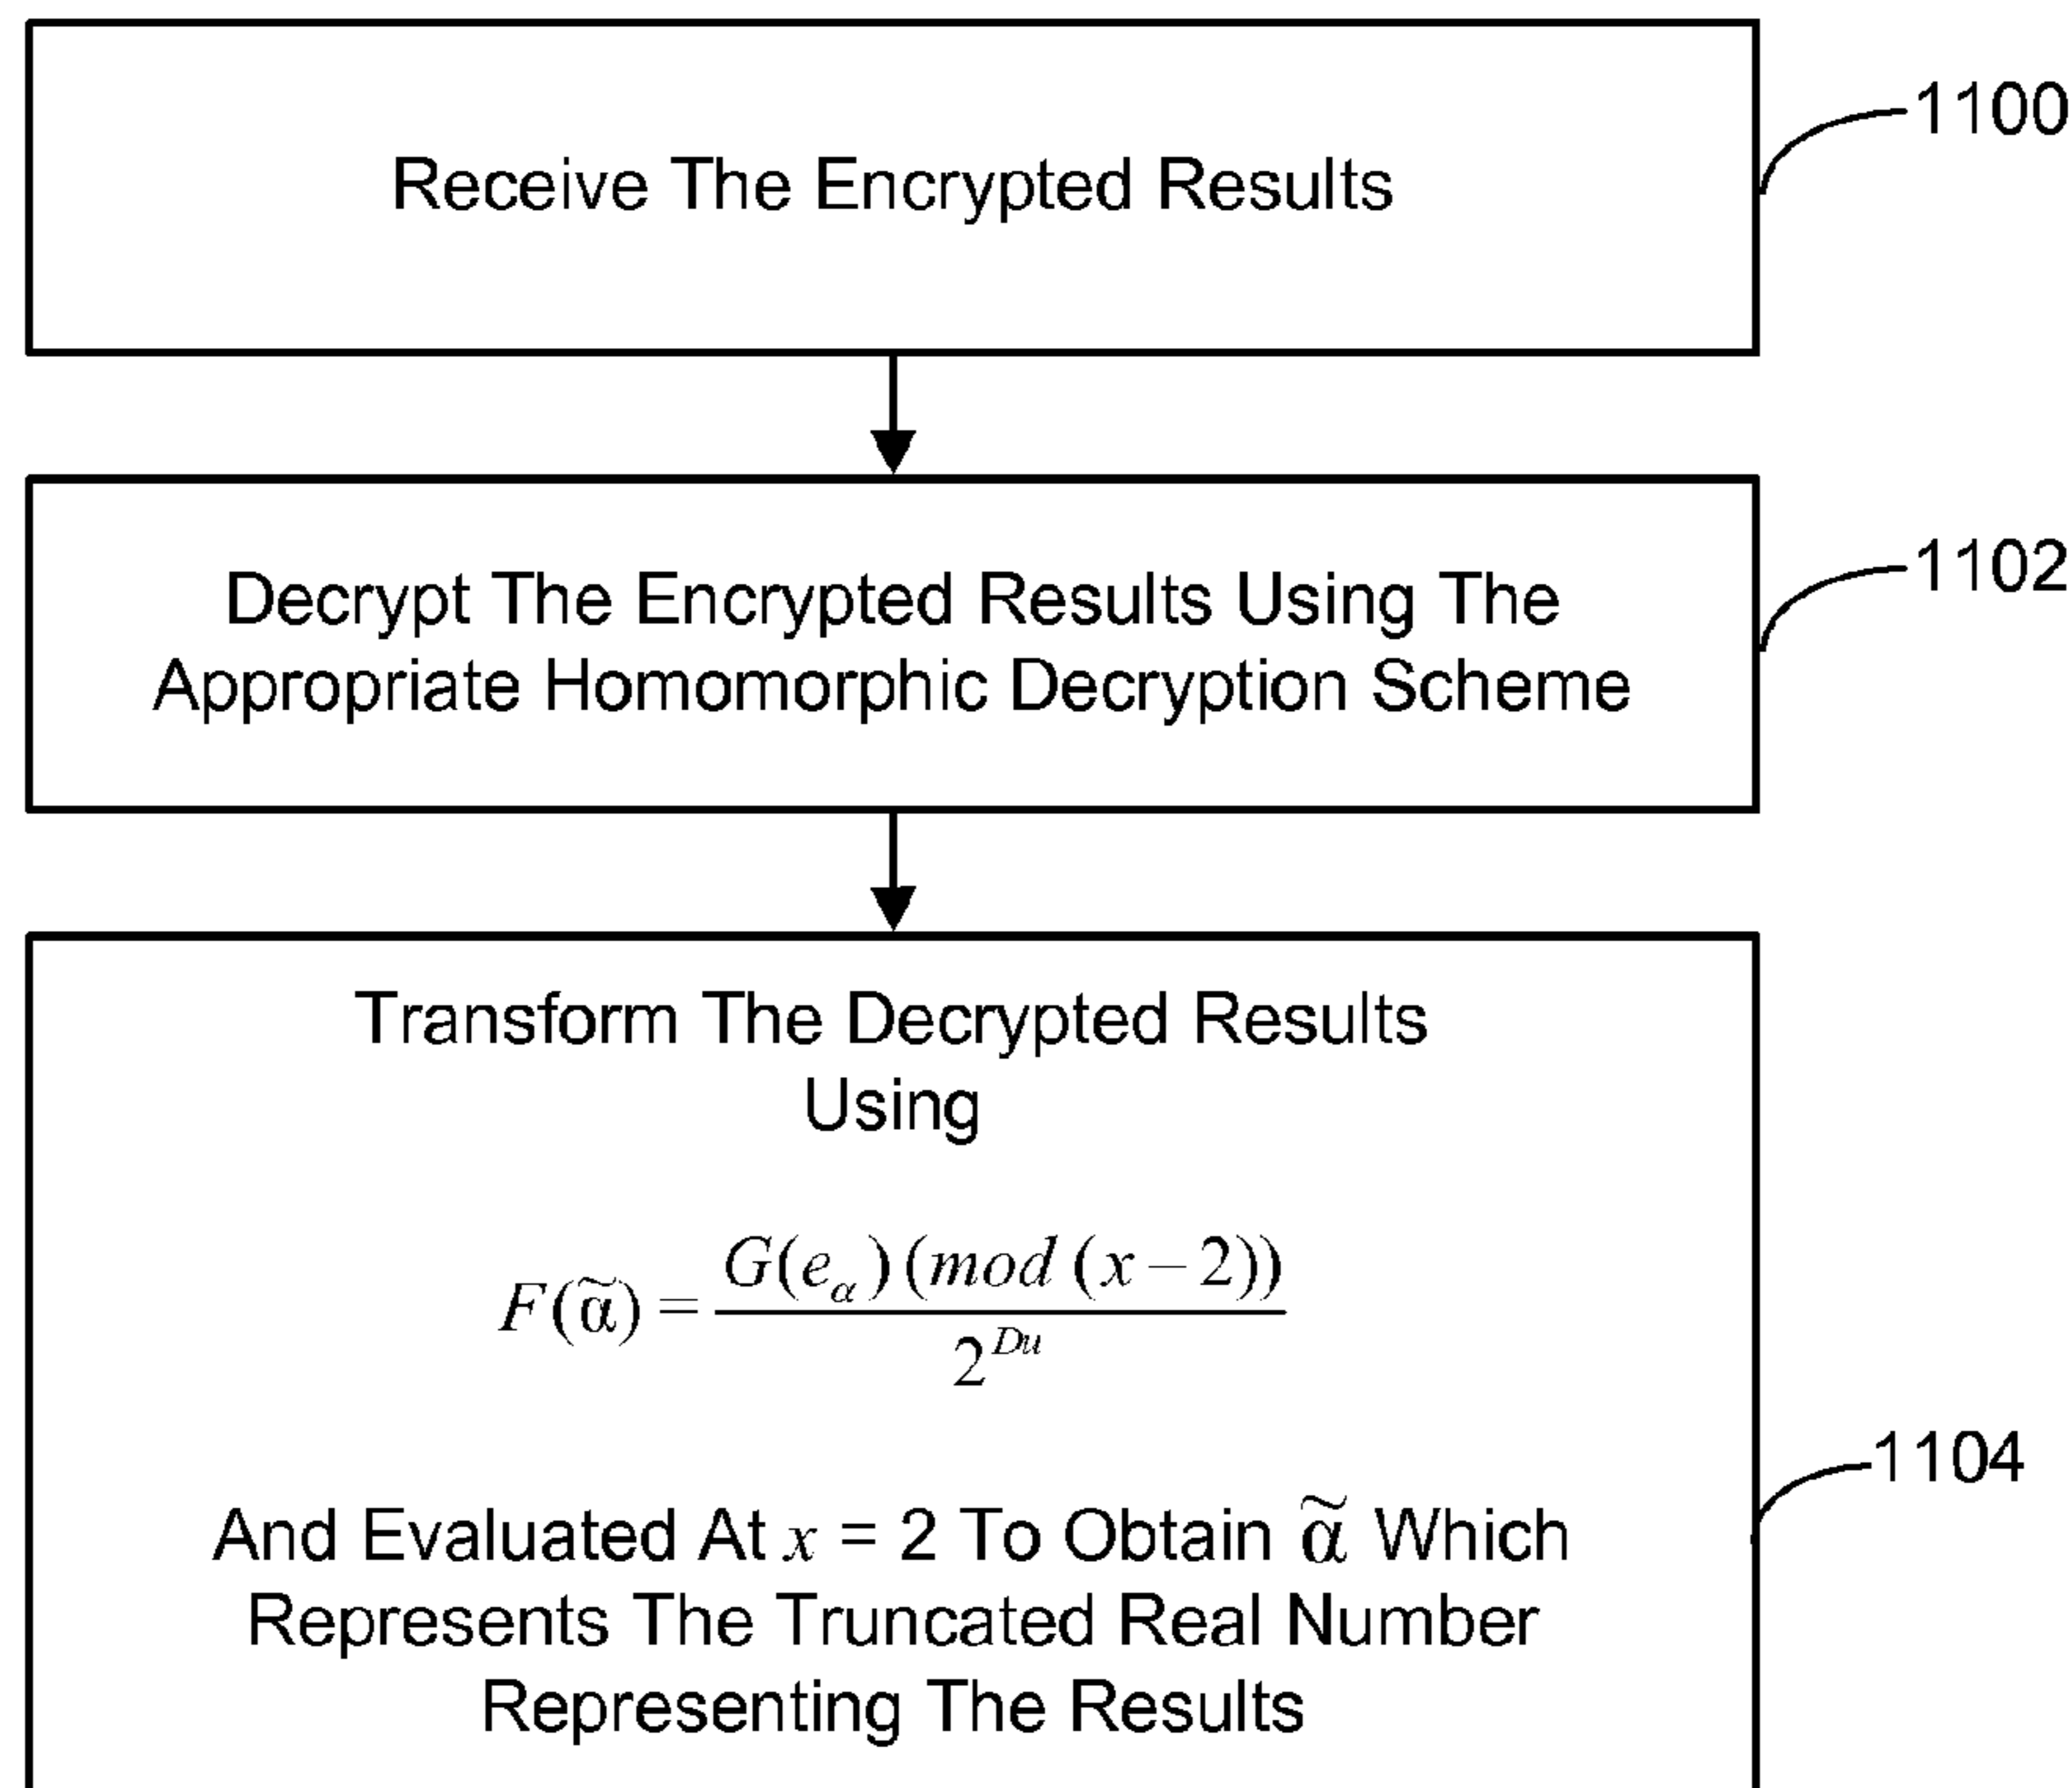 Receive The Encrypted Results
1100
Decrypt The Encrypted Results Using The
Appropriate Homomorphic Decryption Scheme
1102
Transform The Decrypted Results
Using
F(α̃) = G(e_α)(mod (x − 2)) / 2^{Du}
And Evaluated At x = 2 To Obtain α̃ Which
Represents The Truncated Real Number
Representing The Results
1104